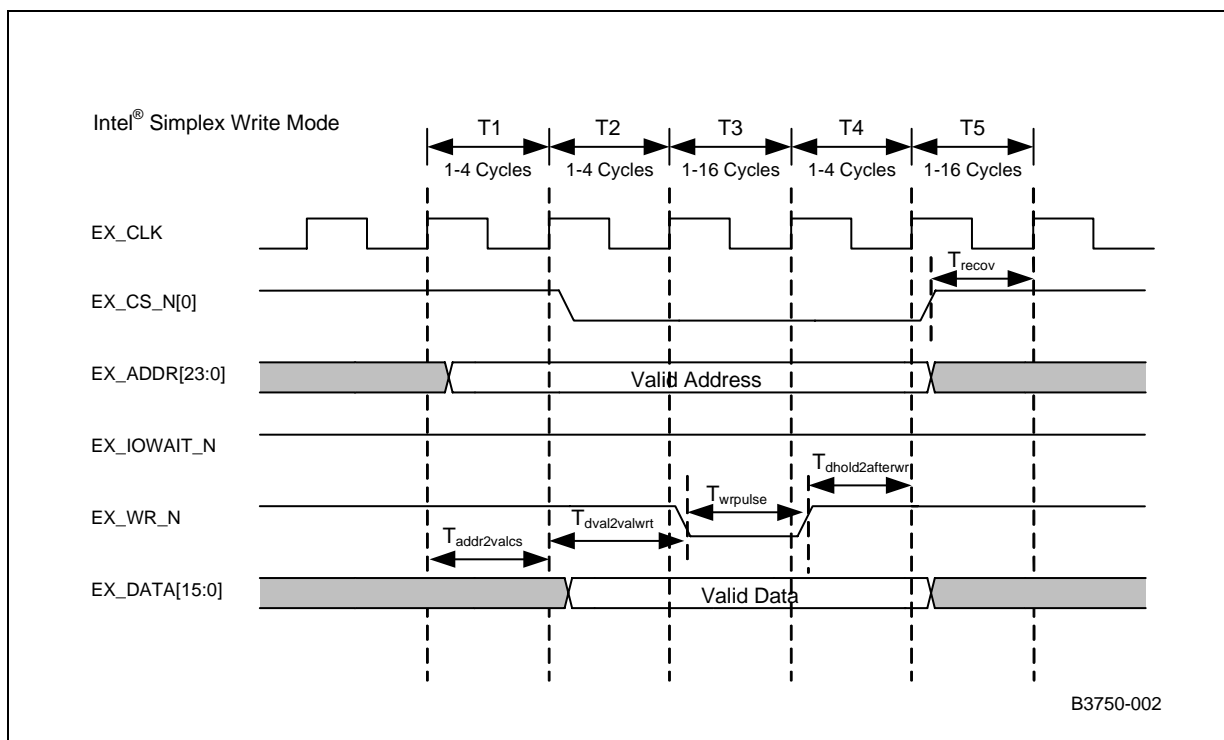 Intel® Simplex Write Mode
T1 T2 T3 T4 T5
1-4 Cycles 1-4 Cycles 1-16 Cycles 1-4 Cycles 1-16 Cycles
EX_CLK
Trecov
EX_CS_N[0]
EX_ADDR[23:0] Valid Address
EX_IOWAIT_N
Tdhold2afterwr
Twrpulse
EX_WR_N
Tdval2valwrt
Taddr2valcs
EX_DATA[15:0] Valid Data
B3750-002